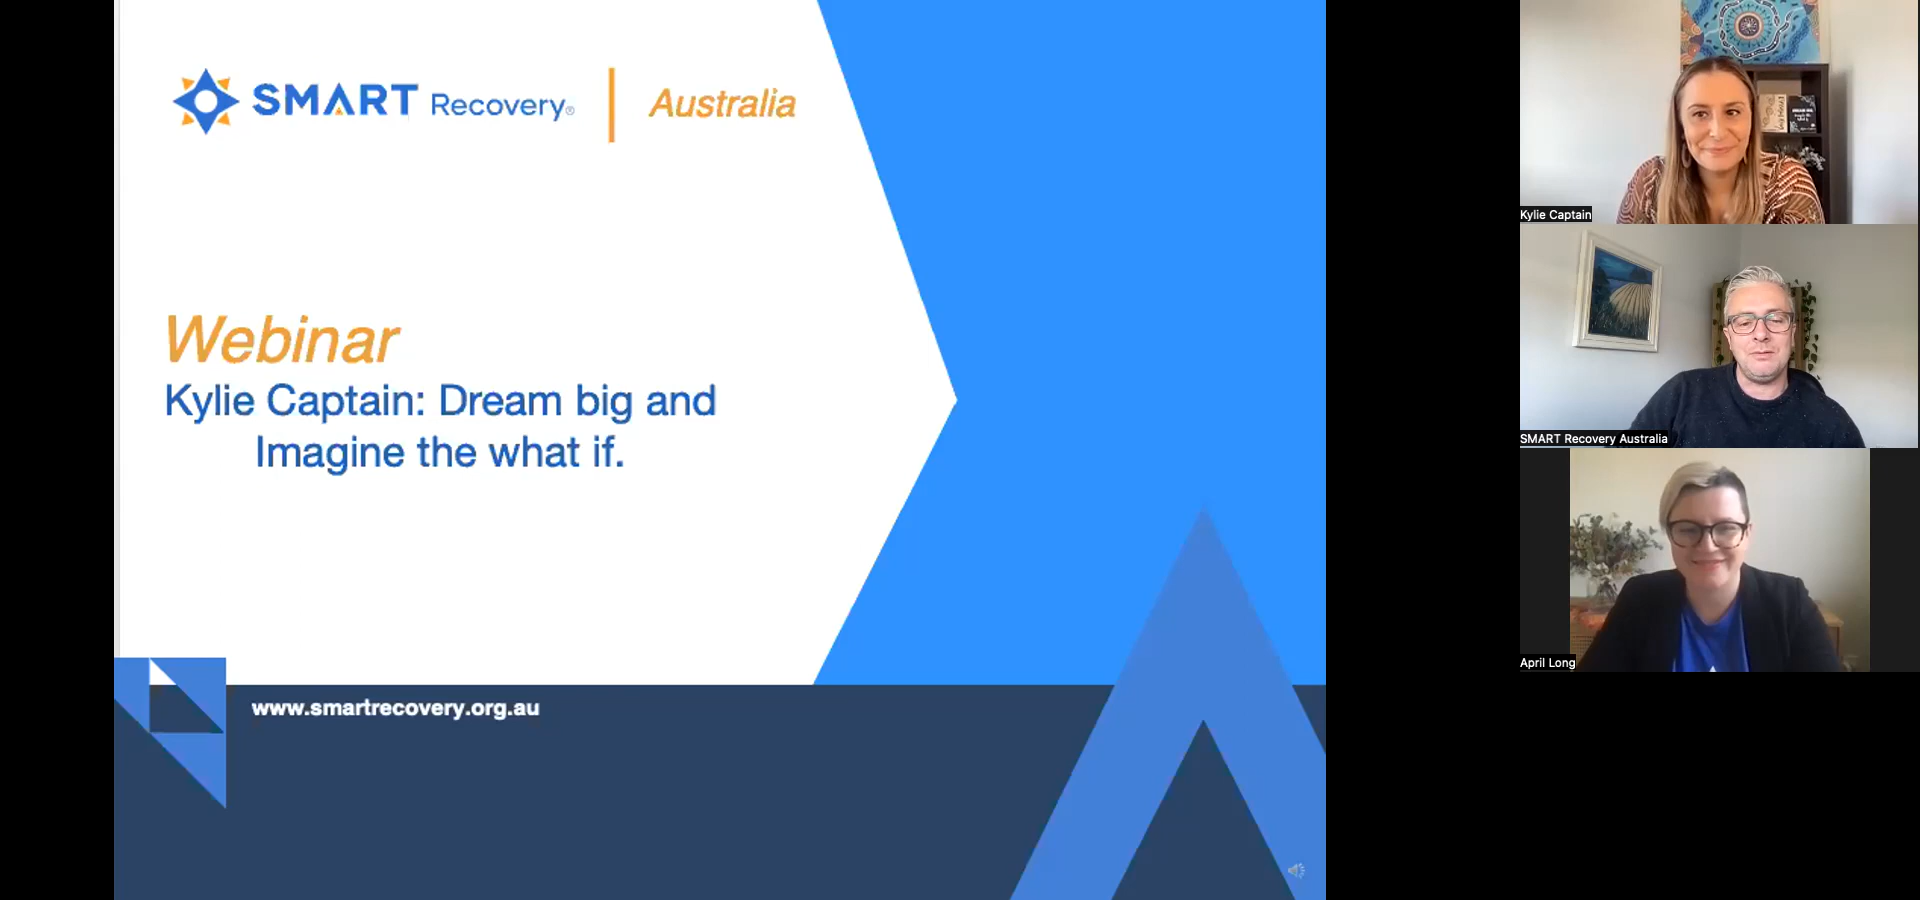 SMART Recovery®
Australia
Webinar
Kylie Captain: Dream big and
Imagine the what if.
www.smartrecovery.org.au
Kylie Captain
SMART Recovery Australia
April Long